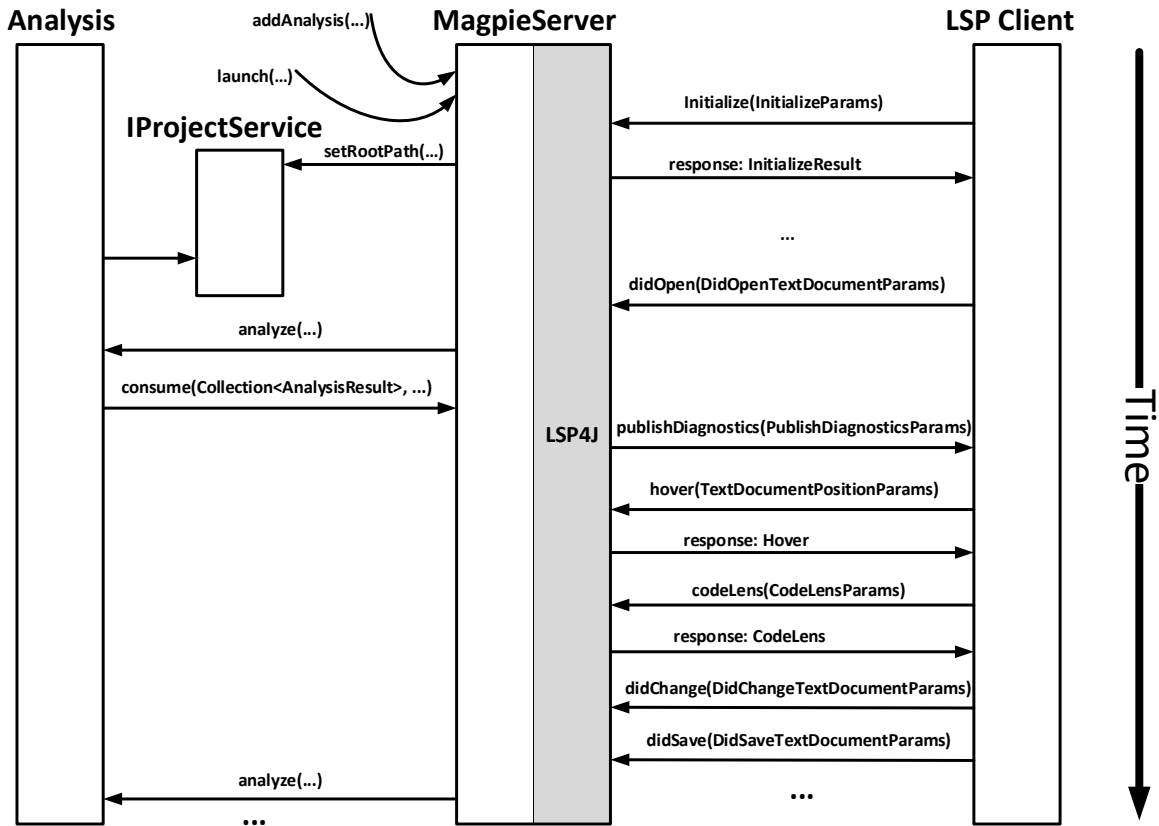 Analysis
MagpieServer
LSP Client
addAnalysis(...)
launch(...)
Initialize(InitializeParams)
IProjectService
setRootPath(...)
response: InitializeResult
...
didOpen(DidOpenTextDocumentParams)
analyze(...)
consume(Collection<AnalysisResult>, ...)
LSP4J
publishDiagnostics(PublishDiagnosticsParams)
Time
hover(TextDocumentPositionParams)
response: Hover
codeLens(CodeLensParams)
response: CodeLens
didChange(DidChangeTextDocumentParams)
didSave(DidSaveTextDocumentParams)
analyze(...)
...
...